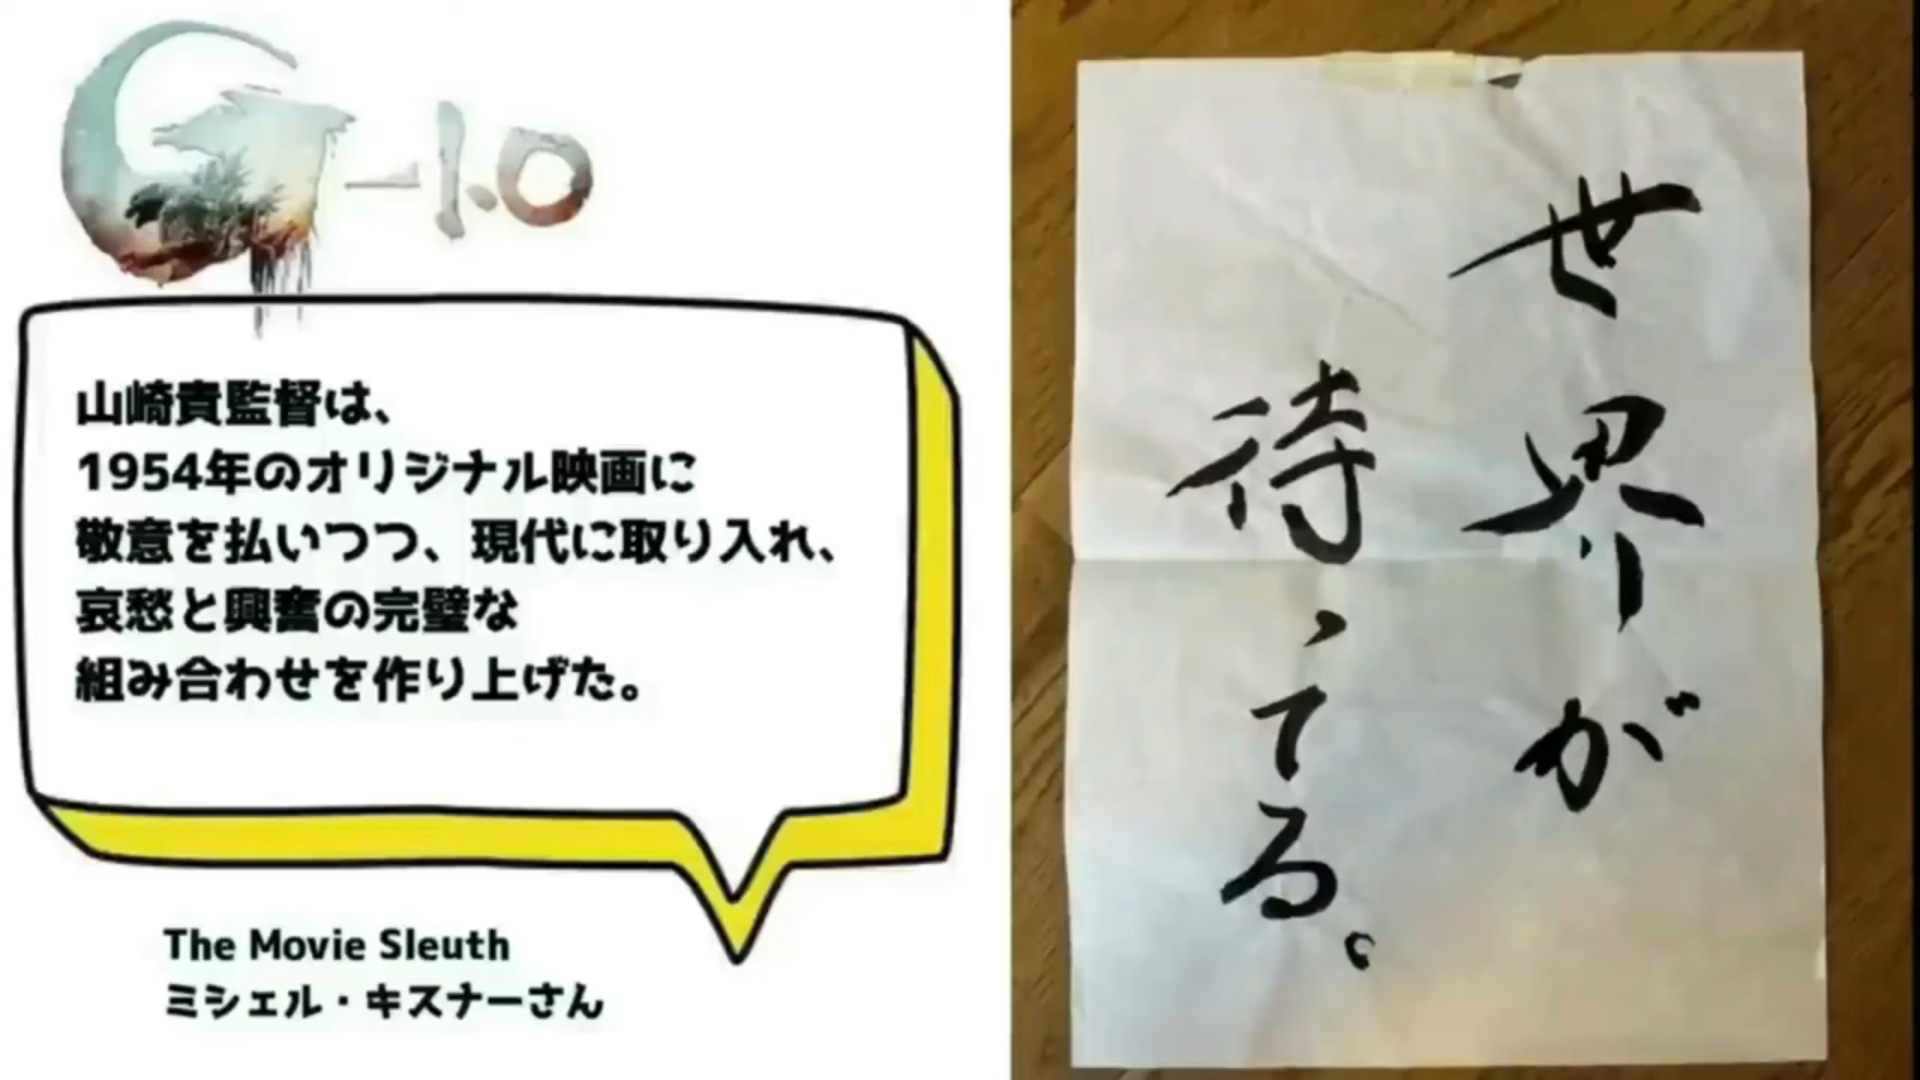 G-1.0
山崎貴監督は、
1954年のオリジナル映画に
敬意を払いつつ、現代に取り入れ、
哀愁と興奮の完璧な
組み合わせを作り上げた。
The Movie Sleuth
ミシェル・キスナーさん
世界が
待ってる。